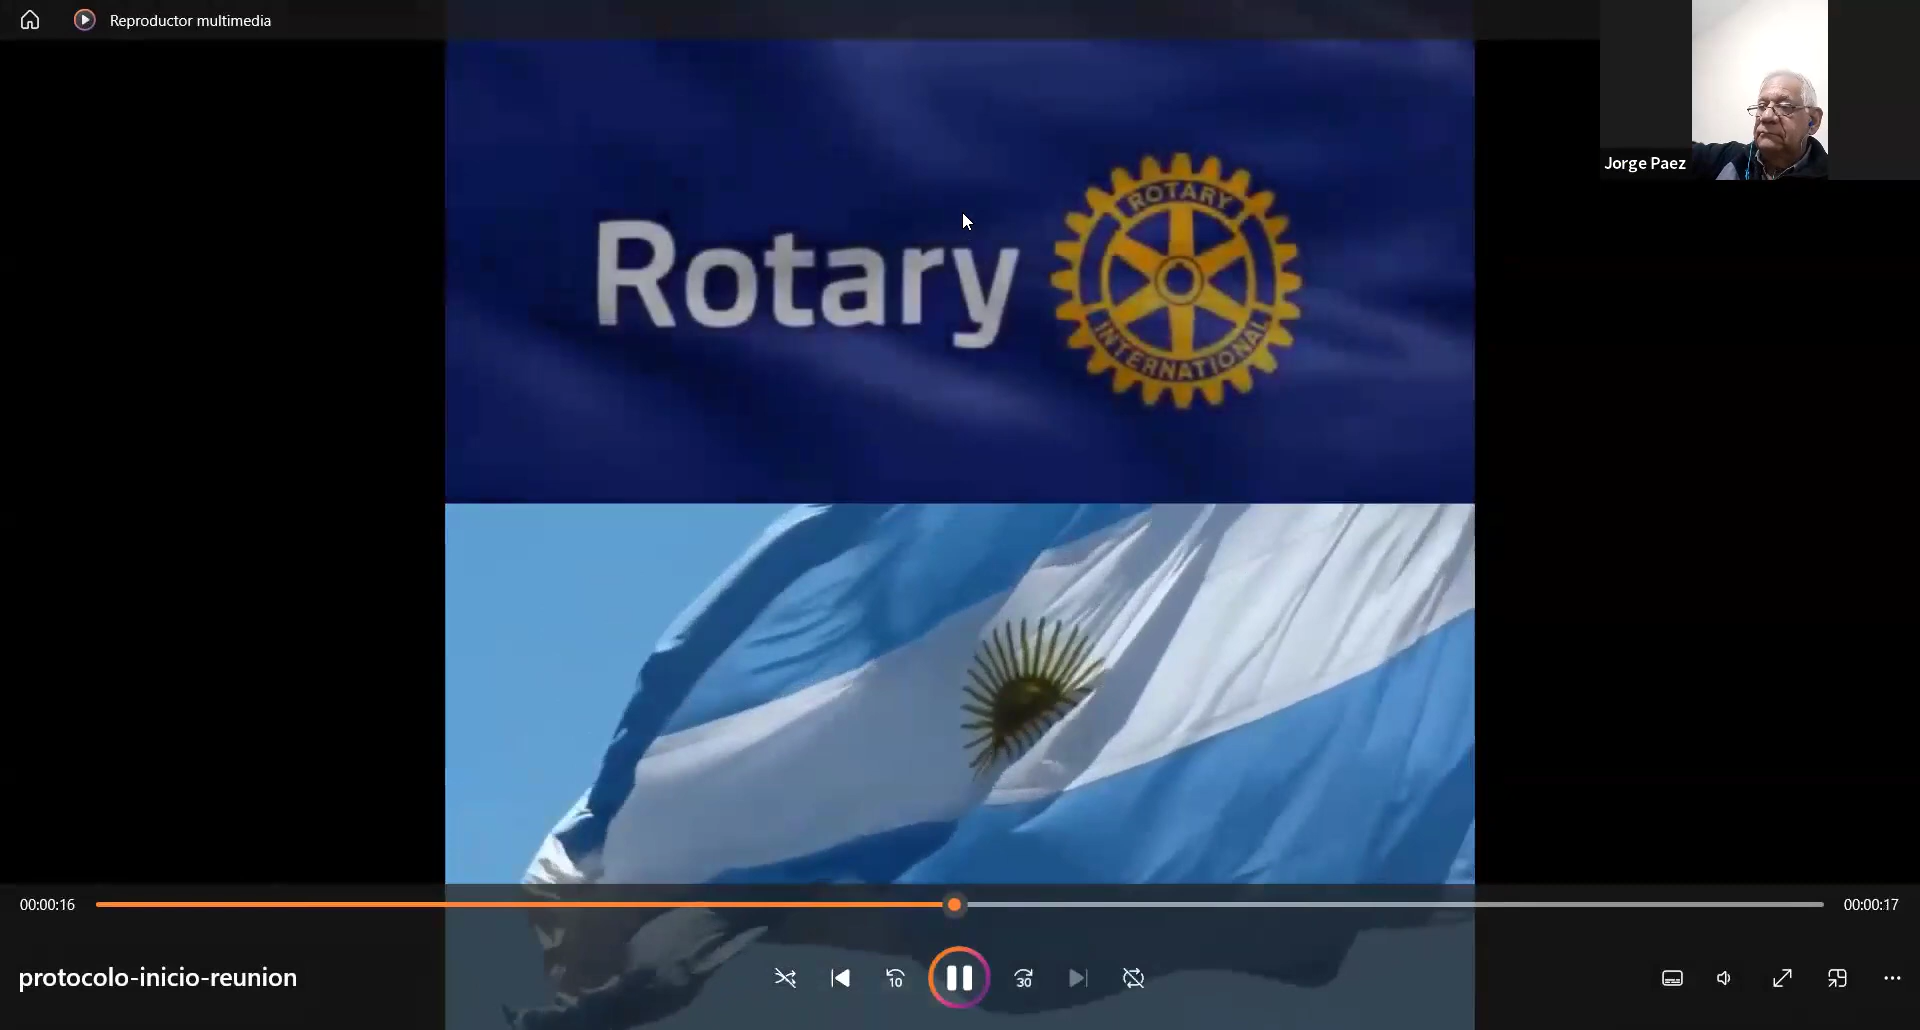 Reproductor multimedia
Jorge Paez
Rotary
ROTARY
INTERNATIONAL
00:00:16
00:00:17
protocolo-inicio-reunion
10
30